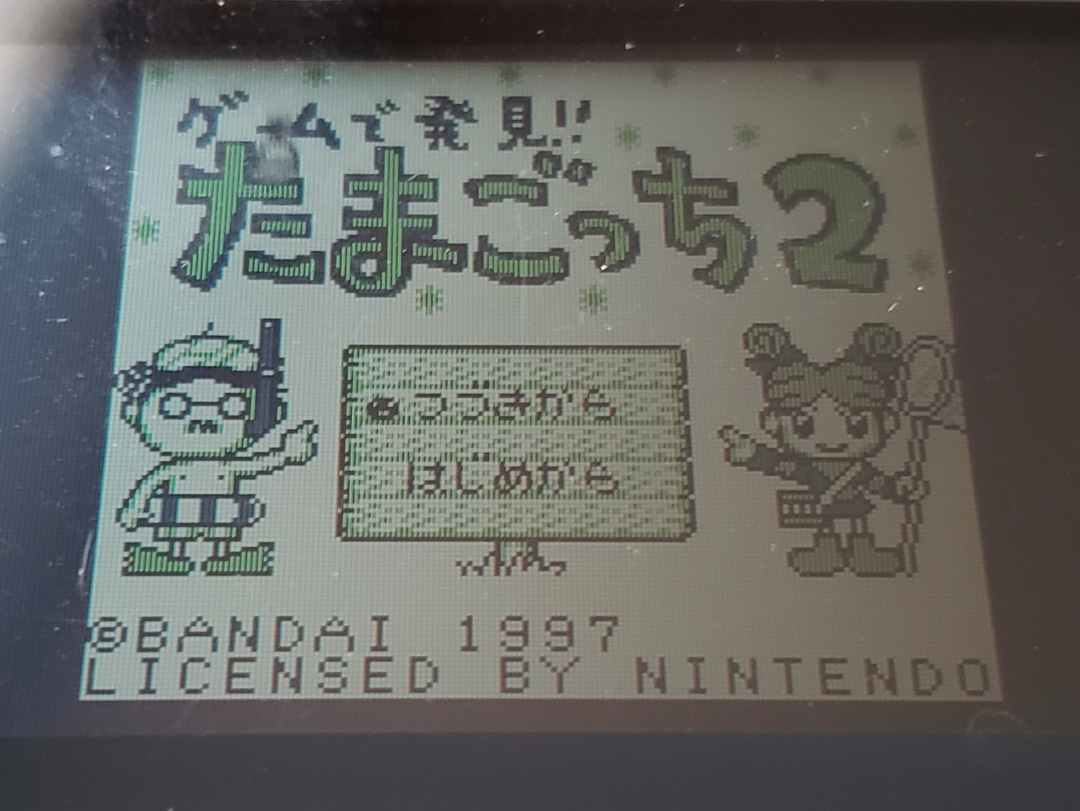 ゲームで発見!!
たまごっち2
つづきから
はじめから
©BANDAI 1997
LICENSED BY NINTENDO